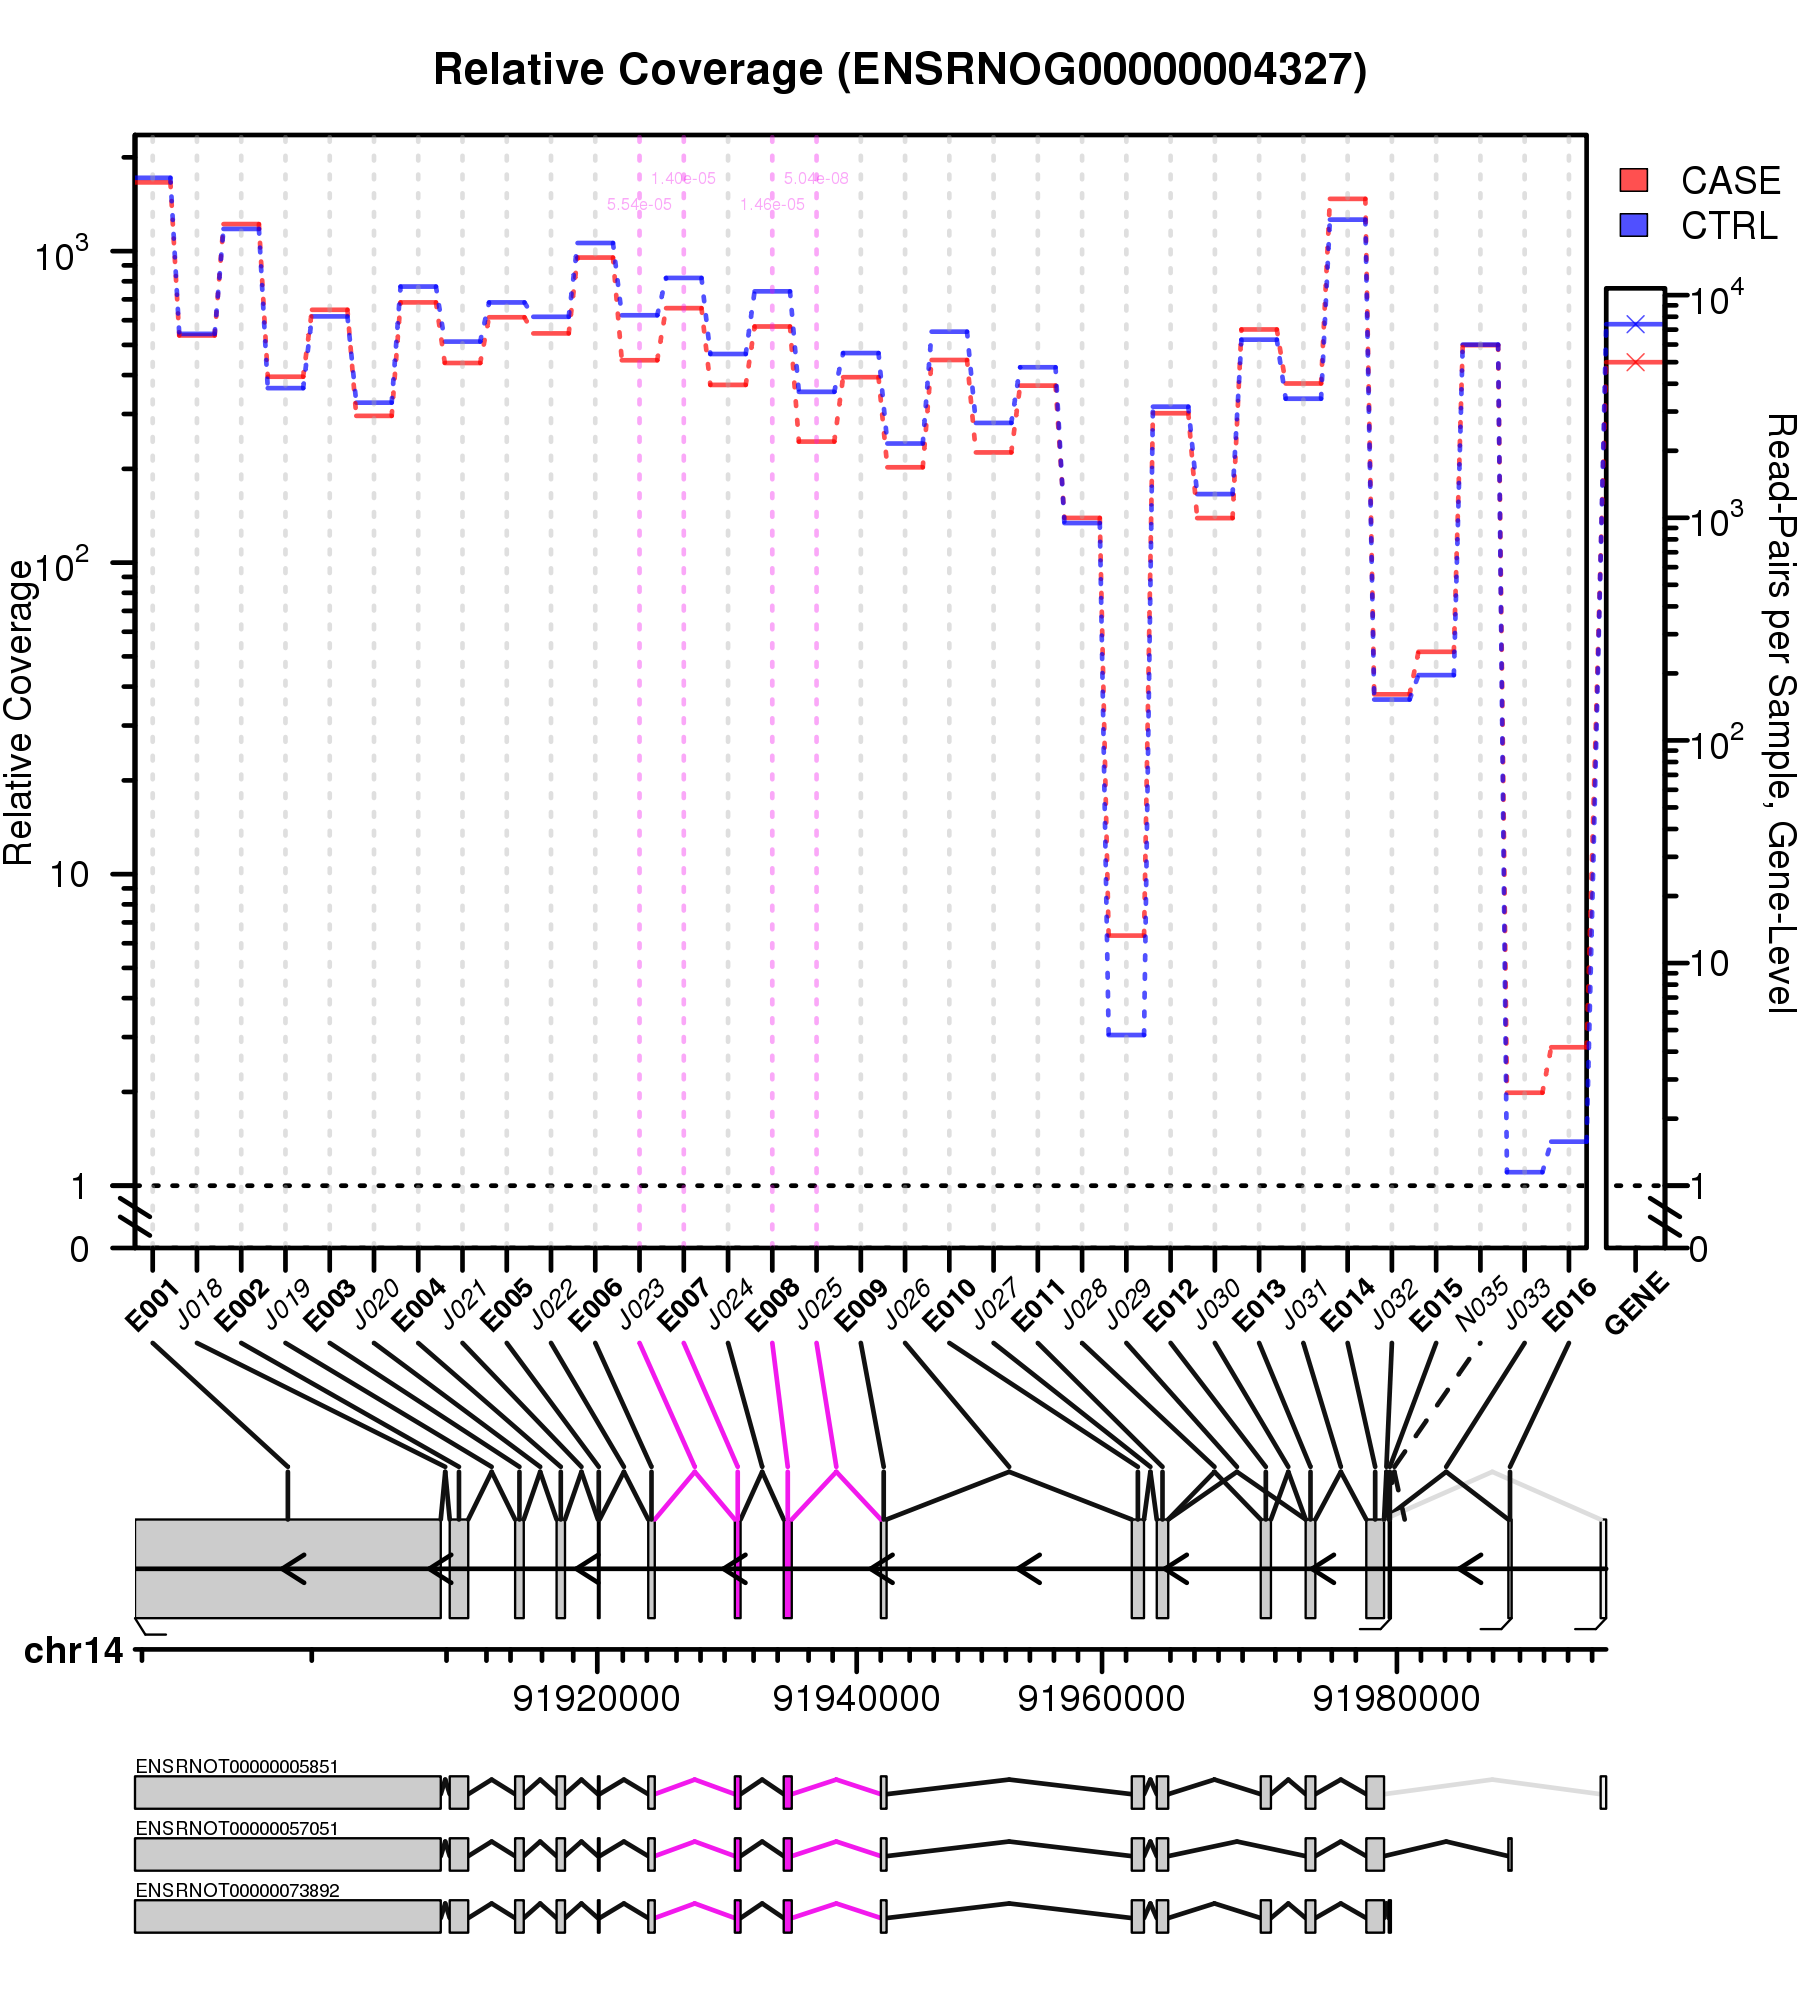 Relative Coverage (ENSRNOG00000004327)
CASE
CTRL
1.40e-05
5.04e-08
5.54e-05
1.46e-05
Relative Coverage
10³
10²
10
1
0
10⁴
10³
10²
10
1
0
Read-Pairs per Sample, Gene-Level
E001 J018 E002 J019 E003 J020 E004 J021 E005 J022 E006 J023 E007 J024 E008 J025 E009 J026 E010 J027 E011 J028 J029 E012 J030 E013 J031 E014 J032 E015 N035 J033 E016 GENE
chr14
91920000 91940000 91960000 91980000
ENSRNOT00000005851
ENSRNOT00000057051
ENSRNOT00000073892